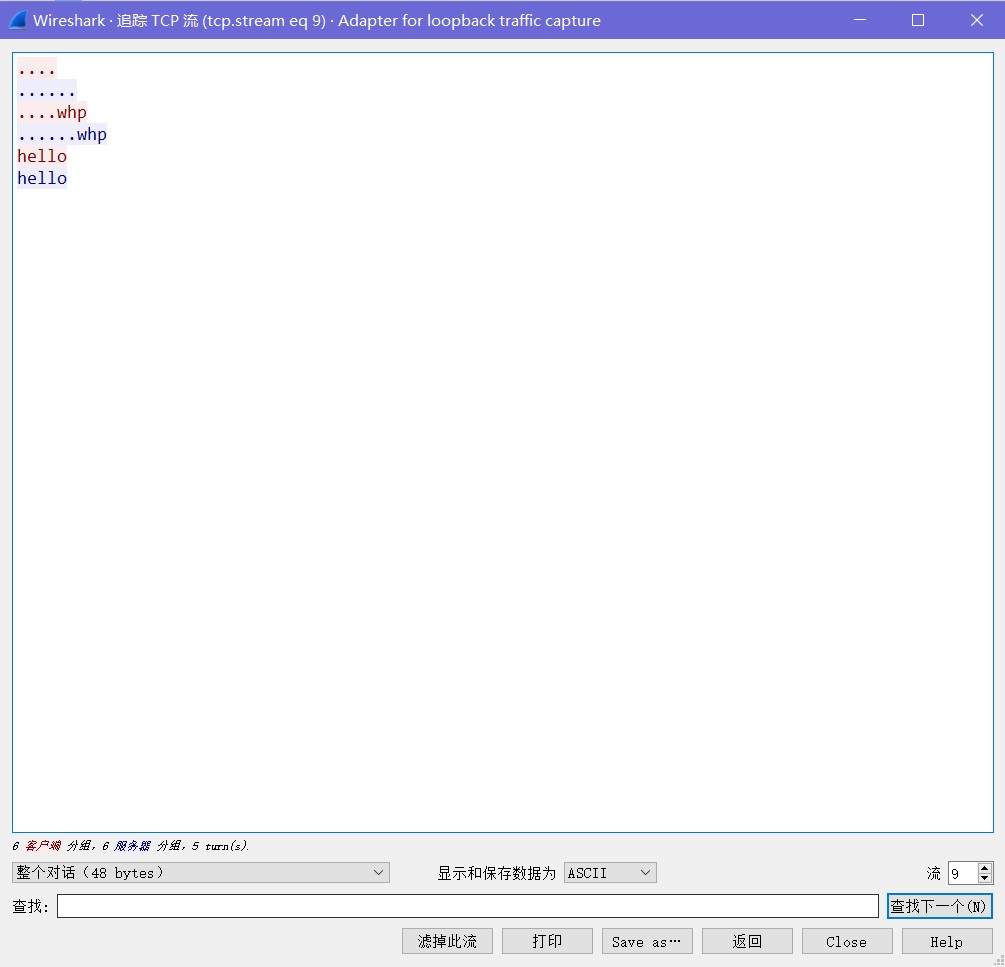 Wireshark · 追踪 TCP 流 (tcp.stream eq 9) · Adapter for loopback traffic capture
....
......
....whp
......whp
hello
hello
6 客户端 分组，6 服务器 分组，5 turn(s).
整个对话（48 bytes） 显示和保存数据为 ASCII 流 9
查找： 查找下一个(N)
滤掉此流 打印 Save as… 返回 Close Help